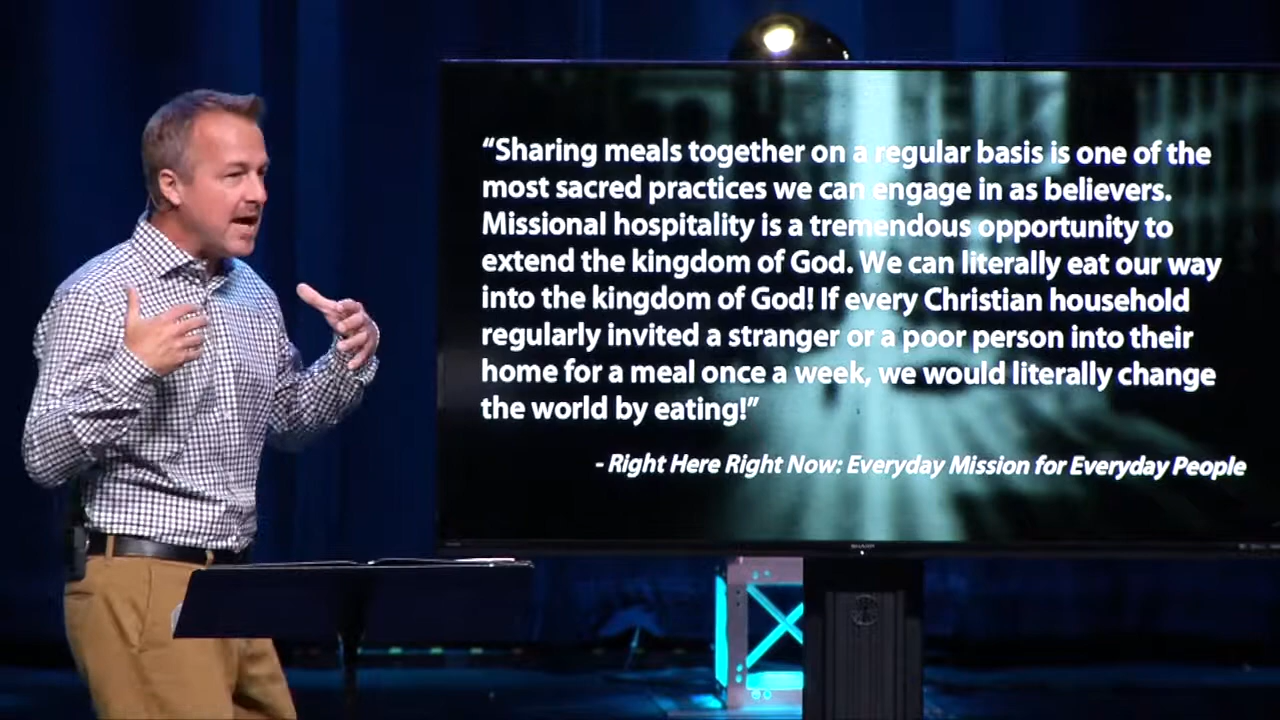 “Sharing meals together on a regular basis is one of the
most sacred practices we can engage in as believers.
Missional hospitality is a tremendous opportunity to
extend the kingdom of God. We can literally eat our way
into the kingdom of God! If every Christian household
regularly invited a stranger or a poor person into their
home for a meal once a week, we would literally change
the world by eating!”
- Right Here Right Now: Everyday Mission for Everyday People
SHARP